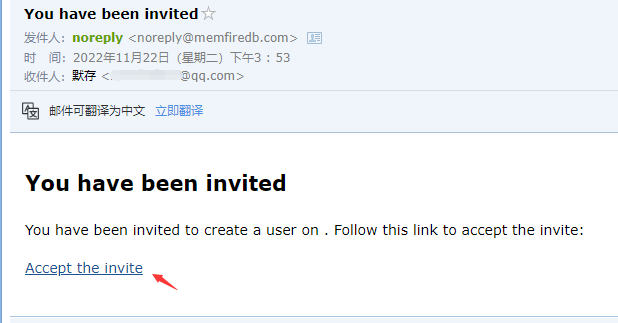 You have been invited☆
发件人：noreply <noreply@memfiredb.com>
时　间：2022年11月22日（星期二）下午3：53
收件人：默存 <@qq.com>
邮件可翻译为中文 立即翻译
You have been invited
You have been invited to create a user on . Follow this link to accept the invite:
Accept the invite